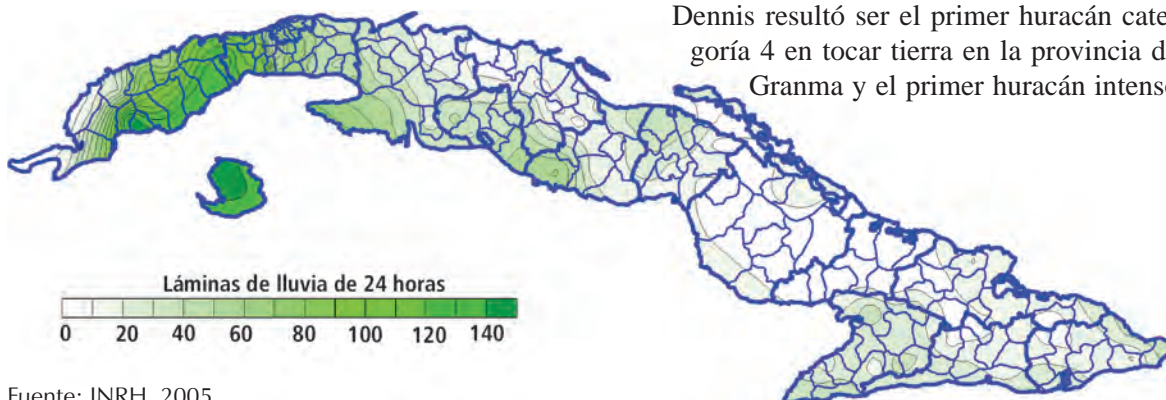 Dennis resultó ser el primer huracán cate-
goría 4 en tocar tierra en la provincia d
Granma y el primer huracán intenso
Láminas de lluvia de 24 horas
0 20 40 60 80 100 120 140
Fuente: INRH, 2005